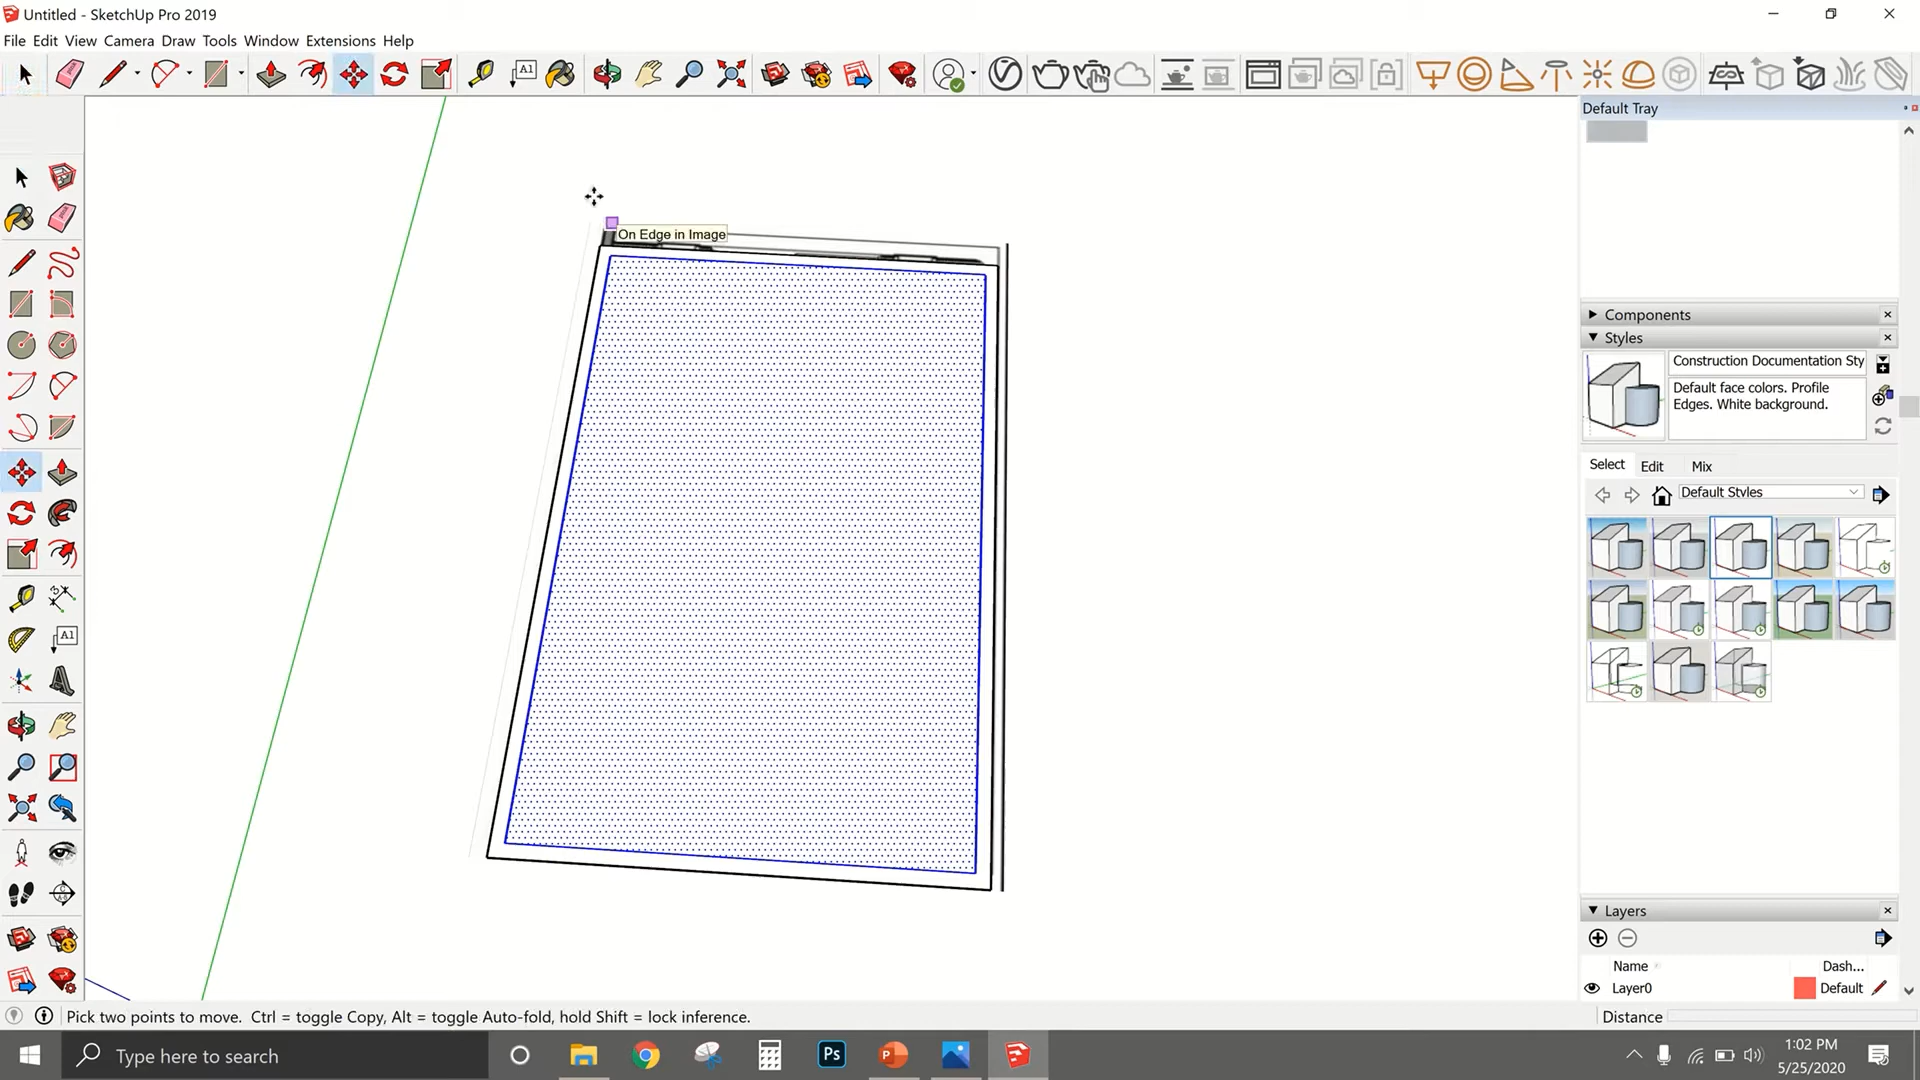 Untitled - SketchUp Pro 2019
File Edit View Camera Draw Tools Window Extensions Help
A1
Default Tray
On Edge in Image
Components
Styles
Construction Documentation Sty
Default face colors. Profile
Edges. White background.
Select Edit Mix
Default Styles
A1
Layers
Name Dash...
Layer0 Default
Pick two points to move. Ctrl = toggle Copy, Alt = toggle Auto-fold, hold Shift = lock inference.
Distance
Type here to search
Ps
1:02 PM
5/25/2020